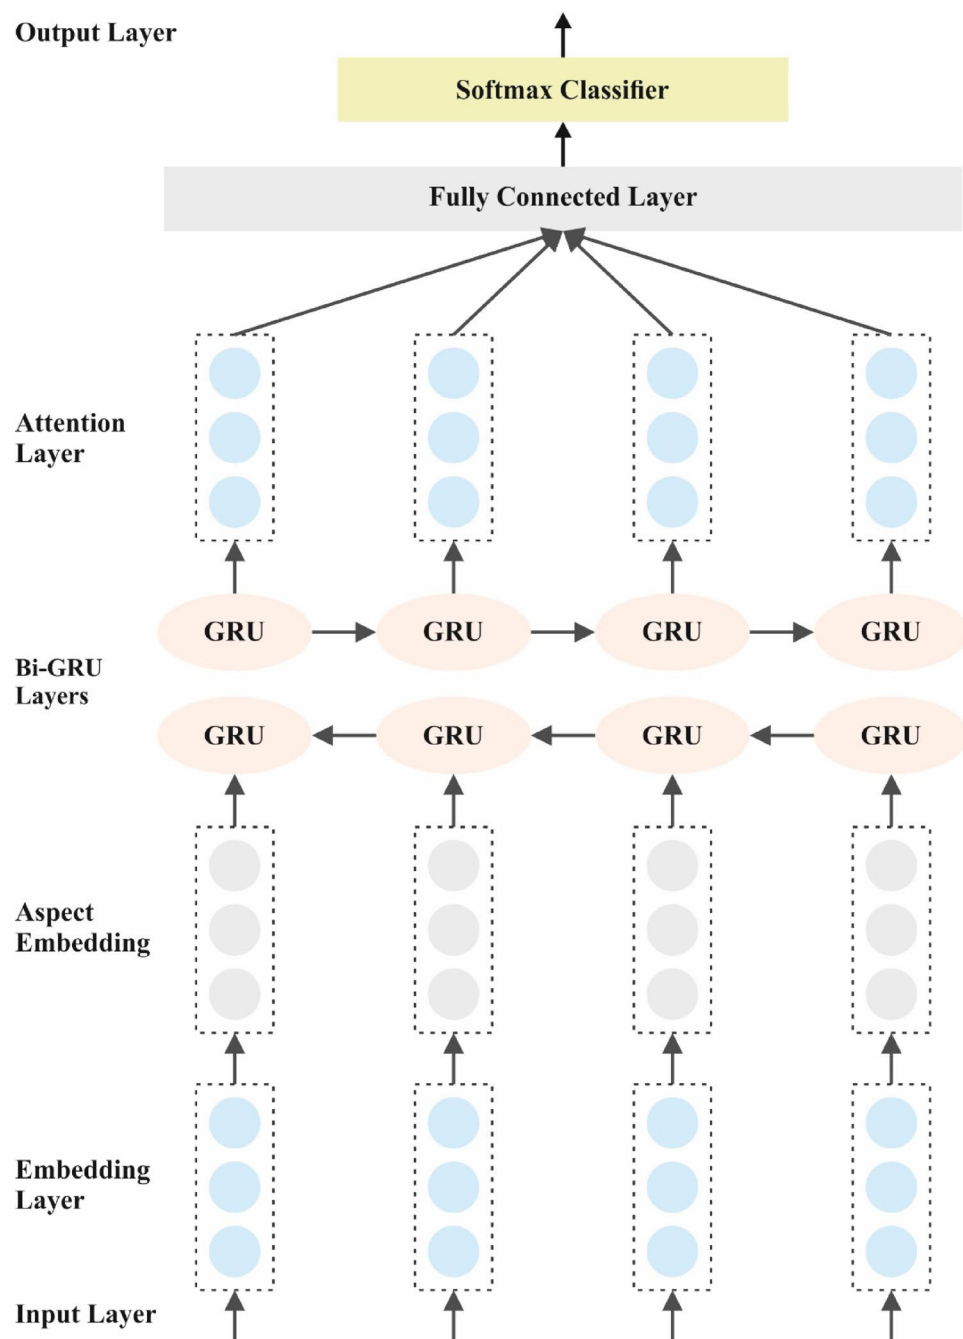 Output Layer
Softmax Classifier
Fully Connected Layer
Attention
Layer
GRU GRU GRU GRU
Bi-GRU
Layers
GRU GRU GRU GRU
Aspect
Embedding
Embedding
Layer
Input Layer